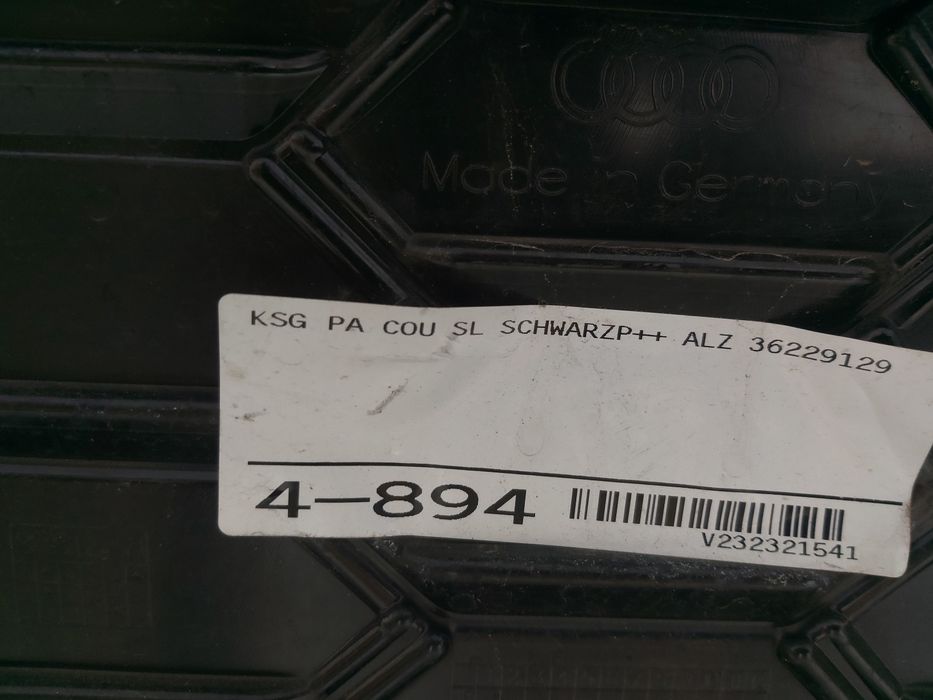 Made in Germany
KSG PA COU SL SCHWARZP++ ALZ 36229129
4-894
V232321541